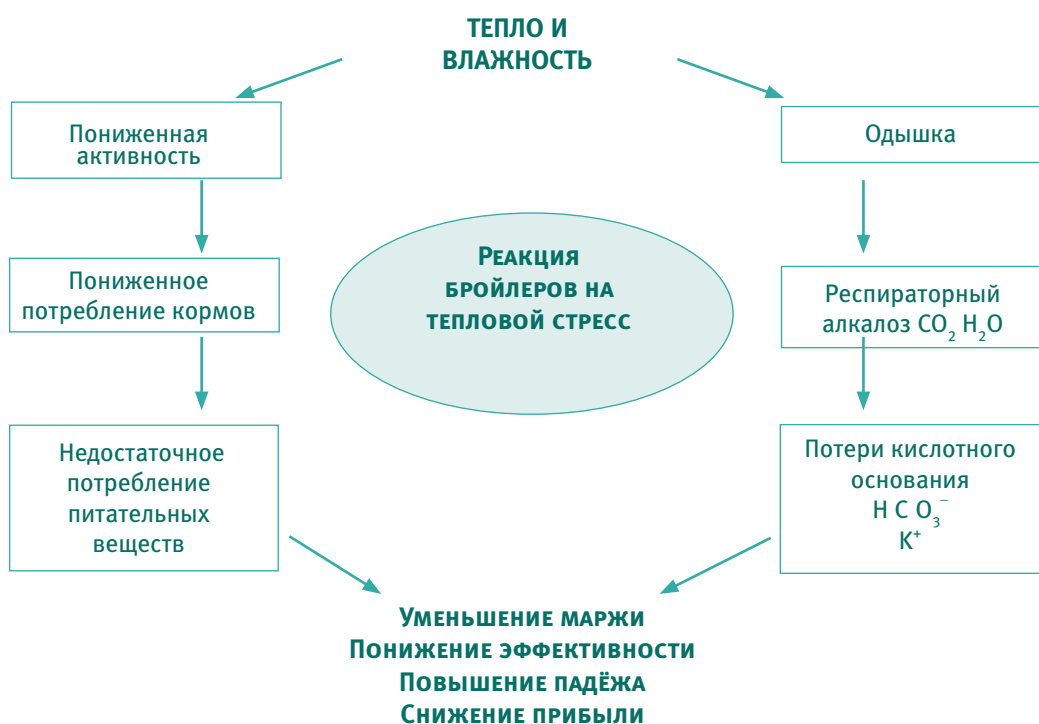 ТЕПЛО И
ВЛАЖНОСТЬ
Пониженная
активность
Одышка
Пониженное
потребление кормов
РЕАКЦИЯ
БРОЙЛЕРОВ НА
ТЕПЛОВОЙ СТРЕСС
Респираторный
алкалоз CO₂ H₂O
Недостаточное
потребление
питательных
веществ
Потери кислотного
основания
H C O₃⁻
K⁺
УМЕНЬШЕНИЕ МАРЖИ
ПОНИЖЕНИЕ ЭФФЕКТИВНОСТИ
ПОВЫШЕНИЕ ПАДЁЖА
СНИЖЕНИЕ ПРИБЫЛИ